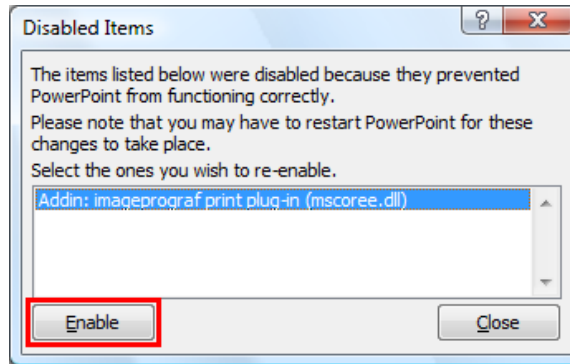 Disabled Items
The items listed below were disabled because they prevented
PowerPoint from functioning correctly.
Please note that you may have to restart PowerPoint for these
changes to take place.
Select the ones you wish to re-enable.
Addin: imageprograf print plug-in (mscoree.dll)
Enable
Close